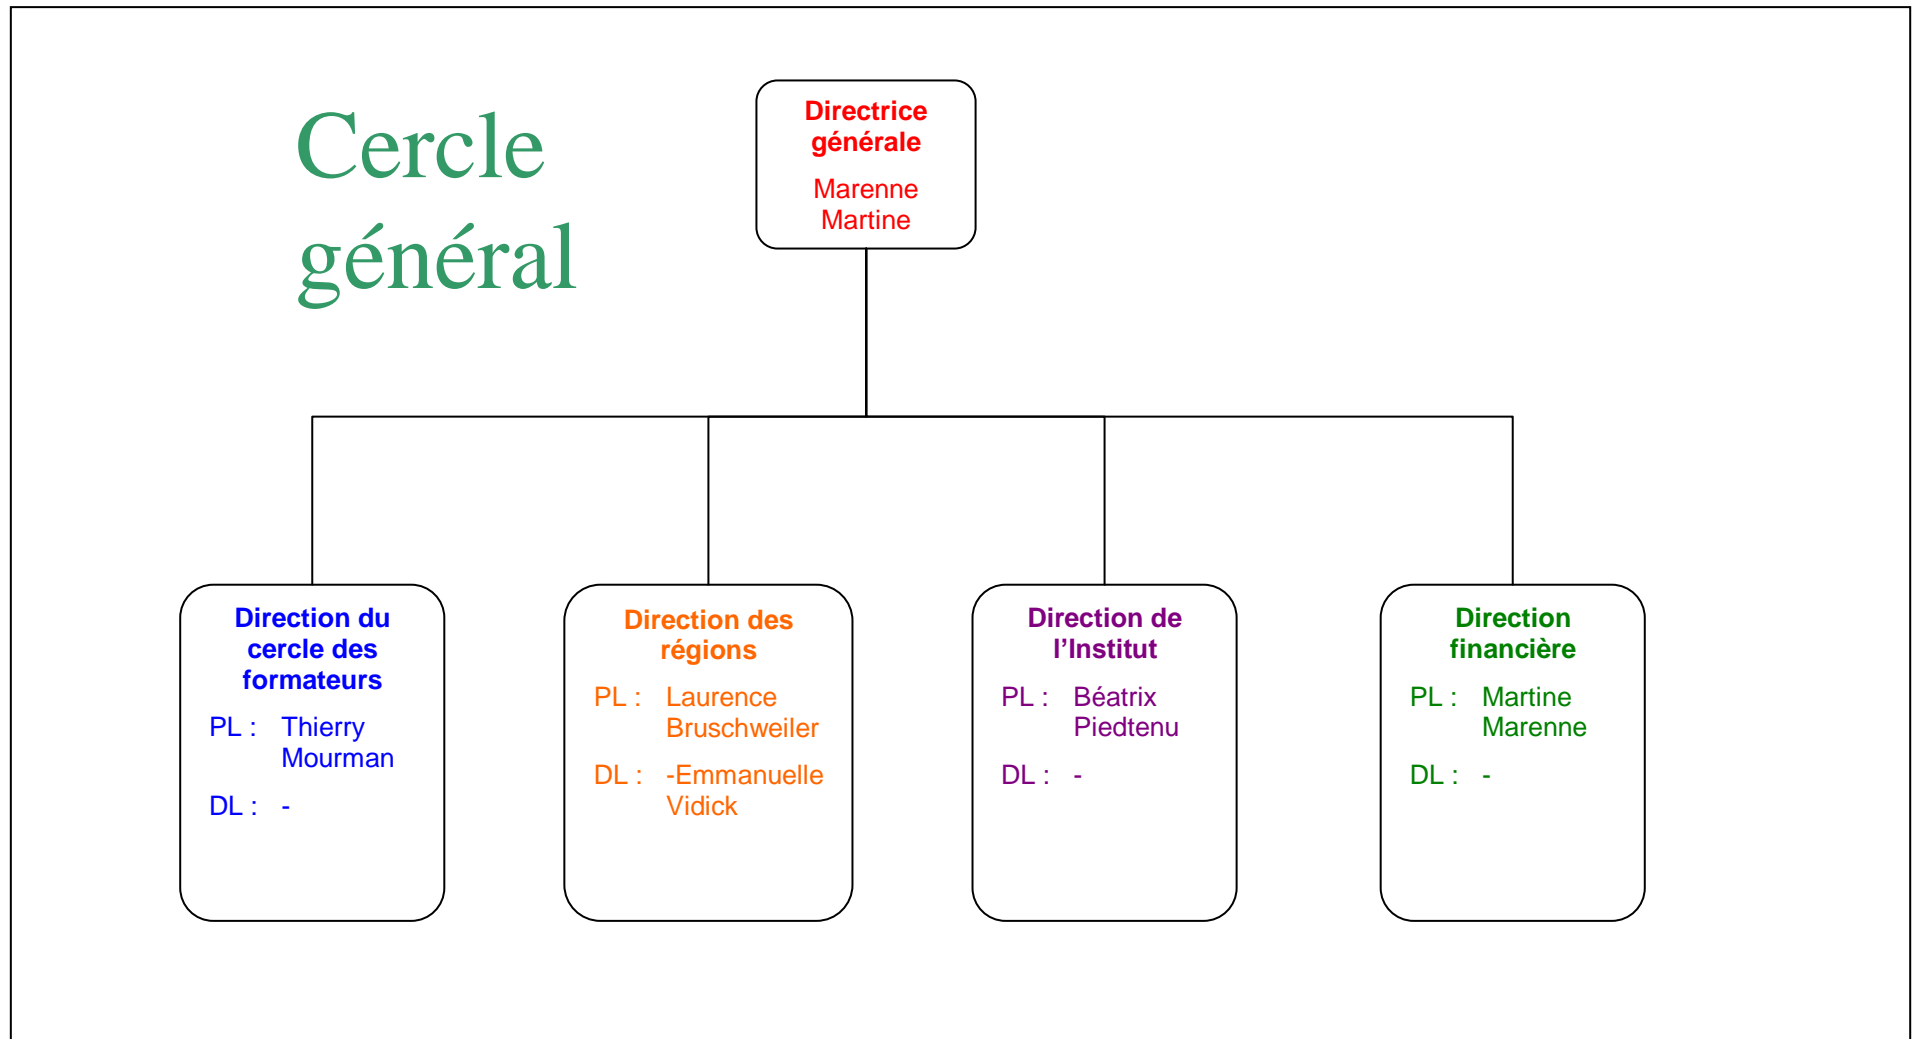 Cercle
général
Directrice
générale
Marenne
Martine
Direction du
cercle des
formateurs
PL : Thierry
Mourman
DL : -
Direction des
régions
PL : Laurence
Bruschweiler
DL : -Emmanuelle
Vidick
Direction de
l’Institut
PL : Béatrix
Piedtenu
DL : -
Direction
financière
PL : Martine
Marenne
DL : -